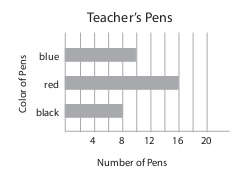 Teacher's Pens
Color of Pens
blue
red
black
4 8 12 16 20
Number of Pens